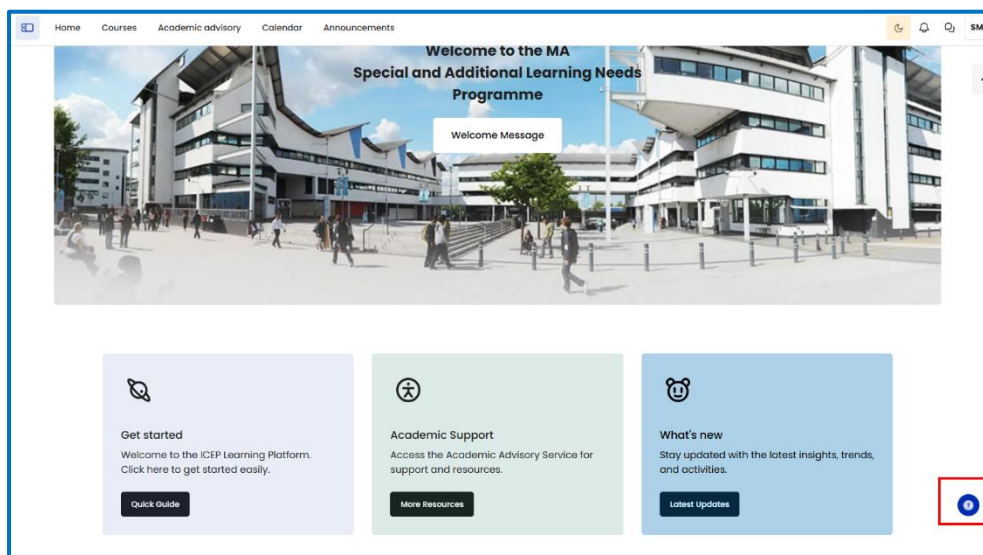 Home Courses Academic advisory Calendar Announcements SM
Welcome to the MA
Special and Additional Learning Needs
Programme
Welcome Message
Get started
Welcome to the ICEP Learning Platform.
Click here to get started easily.
Quick Guide
Academic Support
Access the Academic Advisory Service for
support and resources.
More Resources
What's new
Stay updated with the latest insights, trends,
and activities.
Latest Updates